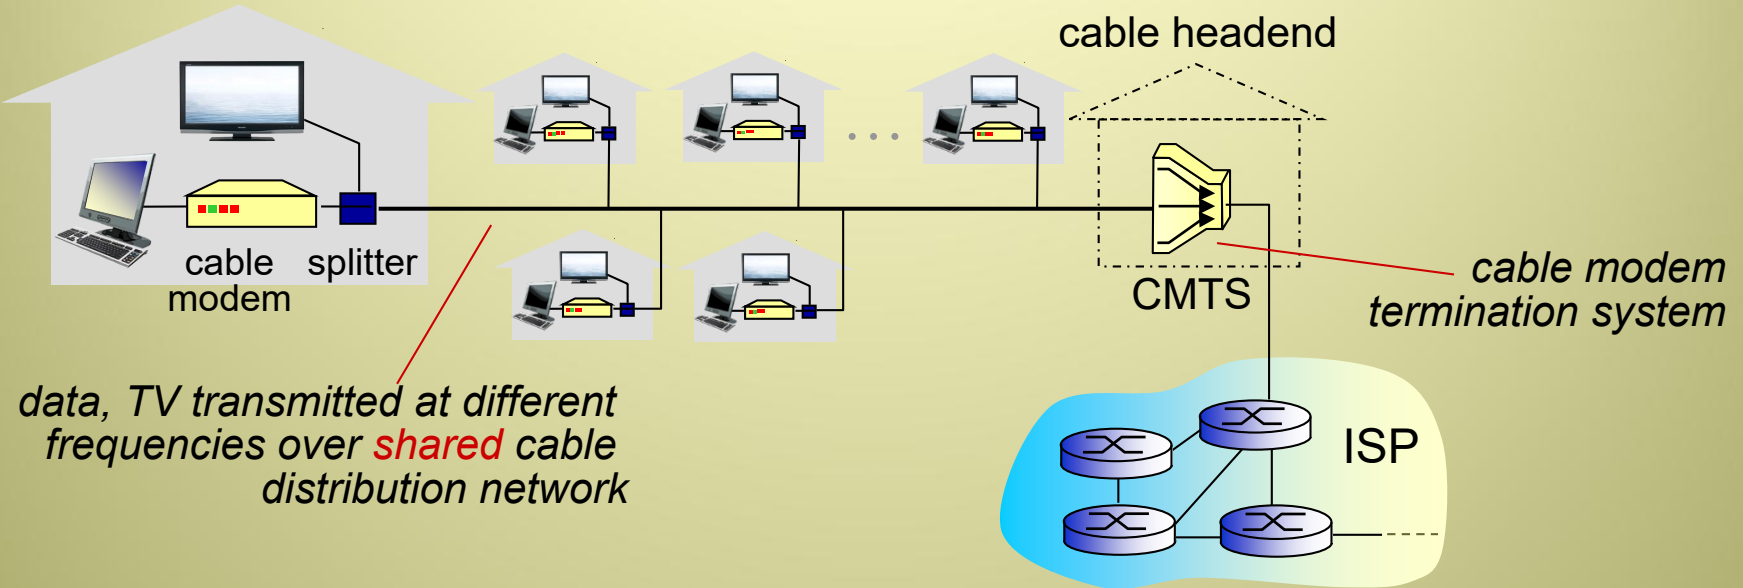 cable headend
cable
modem
splitter
CMTS
cable modem
termination system
data, TV transmitted at different
frequencies over shared cable
distribution network
ISP